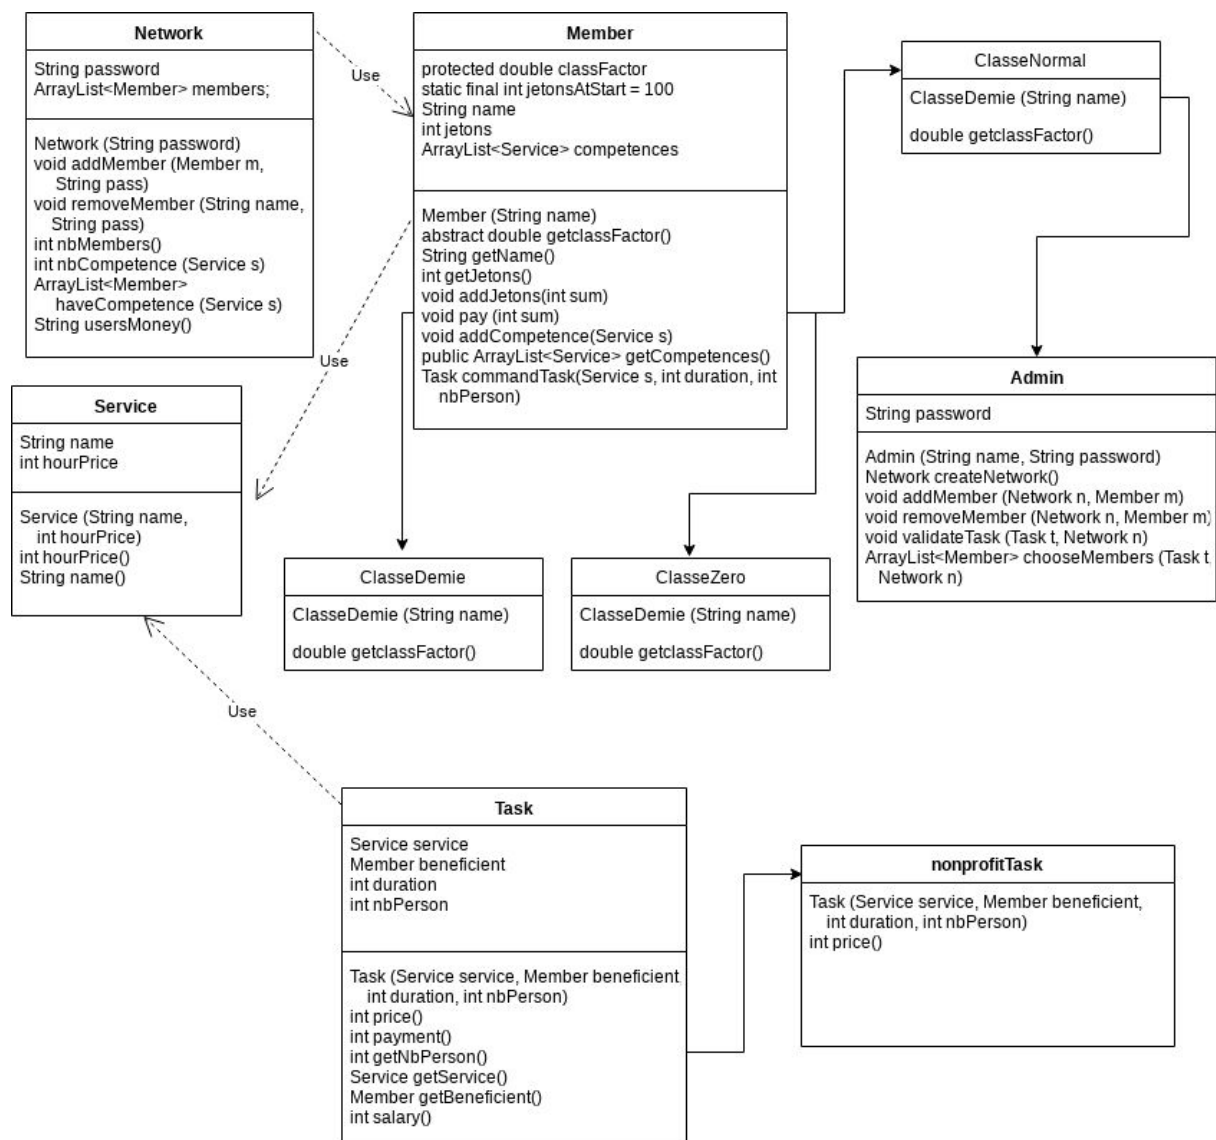 Network
String password
ArrayList<Member> members;
Network (String password)
void addMember (Member m,
String pass)
void removeMember (String name,
String pass)
int nbMembers()
int nbCompetence (Service s)
ArrayList<Member>
haveCompetence (Service s)
String usersMoney()
Use
Member
protected double classFactor
static final int jetonsAtStart = 100
String name
int jetons
ArrayList<Service> competences
Member (String name)
abstract double getclassFactor()
String getName()
int getJetons()
void addJetons(int sum)
void pay (int sum)
void addCompetence(Service s)
public ArrayList<Service> getCompetences()
Task commandTask(Service s, int duration, int
nbPerson)
ClasseNormal
ClasseDemie (String name)
double getclassFactor()
Use
Admin
String password
Admin (String name, String password)
Network createNetwork()
void addMember (Network n, Member m)
void removeMember (Network n, Member m)
void validateTask (Task t, Network n)
ArrayList<Member> chooseMembers (Task t,
Network n)
Service
String name
int hourPrice
Service (String name,
int hourPrice)
int hourPrice()
String name()
ClasseDemie
ClasseDemie (String name)
double getclassFactor()
ClasseZero
ClasseDemie (String name)
double getclassFactor()
Use
Task
Service service
Member beneficient
int duration
int nbPerson
Task (Service service, Member beneficient,
int duration, int nbPerson)
int price()
int payment()
int getNbPerson()
Service getService()
Member getBeneficient()
int salary()
nonprofitTask
Task (Service service, Member beneficient,
int duration, int nbPerson)
int price()